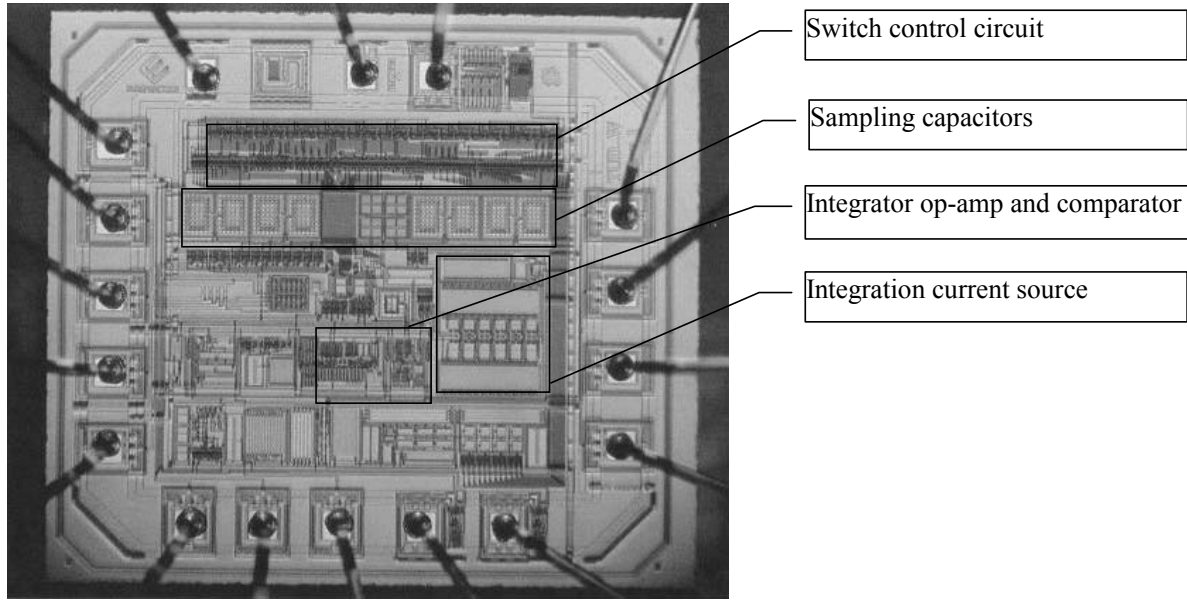 Switch control circuit
Sampling capacitors
Integrator op-amp and comparator
Integration current source